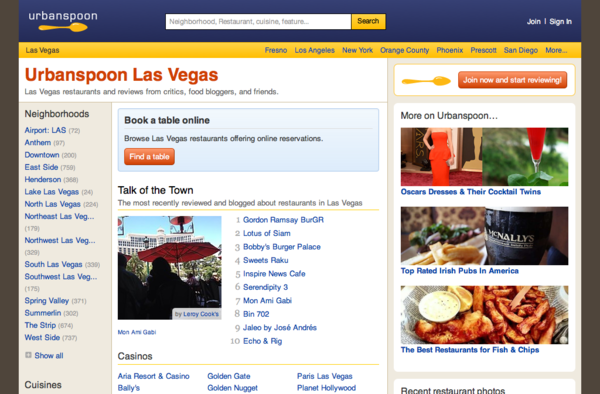 urbanspoon
Neighborhood, Restaurant, cuisine, feature...
Search
Join | Sign In
Las Vegas
Fresno Los Angeles New York Orange County Phoenix Prescott San Diego More...
Urbanspoon Las Vegas
Las Vegas restaurants and reviews from critics, food bloggers, and friends.
Join now and start reviewing!
Neighborhoods
Airport: LAS (72)
Anthem (97)
Downtown (200)
East Side (759)
Henderson (368)
Lake Las Vegas (24)
North Las Vegas (224)
Northeast Las Veg...
(179)
Northwest Las Veg...
(329)
South Las Vegas (339)
Southwest Las Veg...
(175)
Spring Valley (371)
Summerlin (302)
The Strip (674)
West Side (737)
Show all
Cuisines
Book a table online
Browse Las Vegas restaurants offering online reservations.
Find a table
Talk of the Town
The most recently reviewed and blogged about restaurants in Las Vegas
by Leroy Cook's
Mon Ami Gabi
1 Gordon Ramsay BurGR
2 Lotus of Siam
3 Bobby's Burger Palace
4 Sweets Raku
5 Inspire News Cafe
6 Serendipity 3
7 Mon Ami Gabi
8 Bin 702
9 Jaleo by José Andrés
10 Echo & Rig
Casinos
Aria Resort & Casino Golden Gate Paris Las Vegas
Bally's Golden Nugget Planet Hollywood
More on Urbanspoon…
Oscars Dresses & Their Cocktail Twins
McNALLY'S
Top Rated Irish Pubs In America
The Best Restaurants for Fish & Chips
Recent restaurant photos